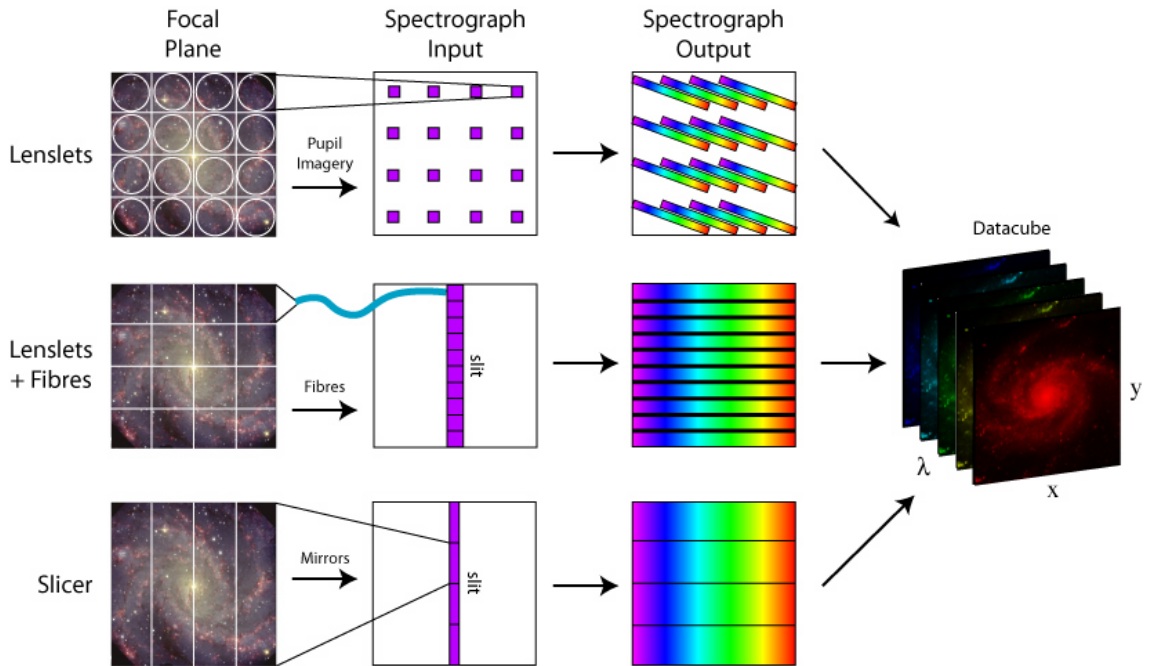 Focal
Plane
Spectrograph
Input
Spectrograph
Output
Lenslets
Pupil
Imagery
Datacube
Lenslets
+ Fibres
Fibres
slit
y
λ
x
Slicer
Mirrors
slit